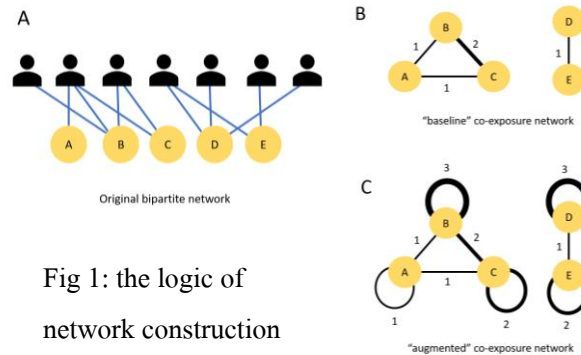 A
A
B
C
D
E
Original bipartite network
Fig 1: the logic of
network construction
B
A
B
C
D
E
1
2
1
1
"baseline" co-exposure network
C
3
3
B
D
1
2
1
A
C
E
1
1
2
2
"augmented" co-exposure network